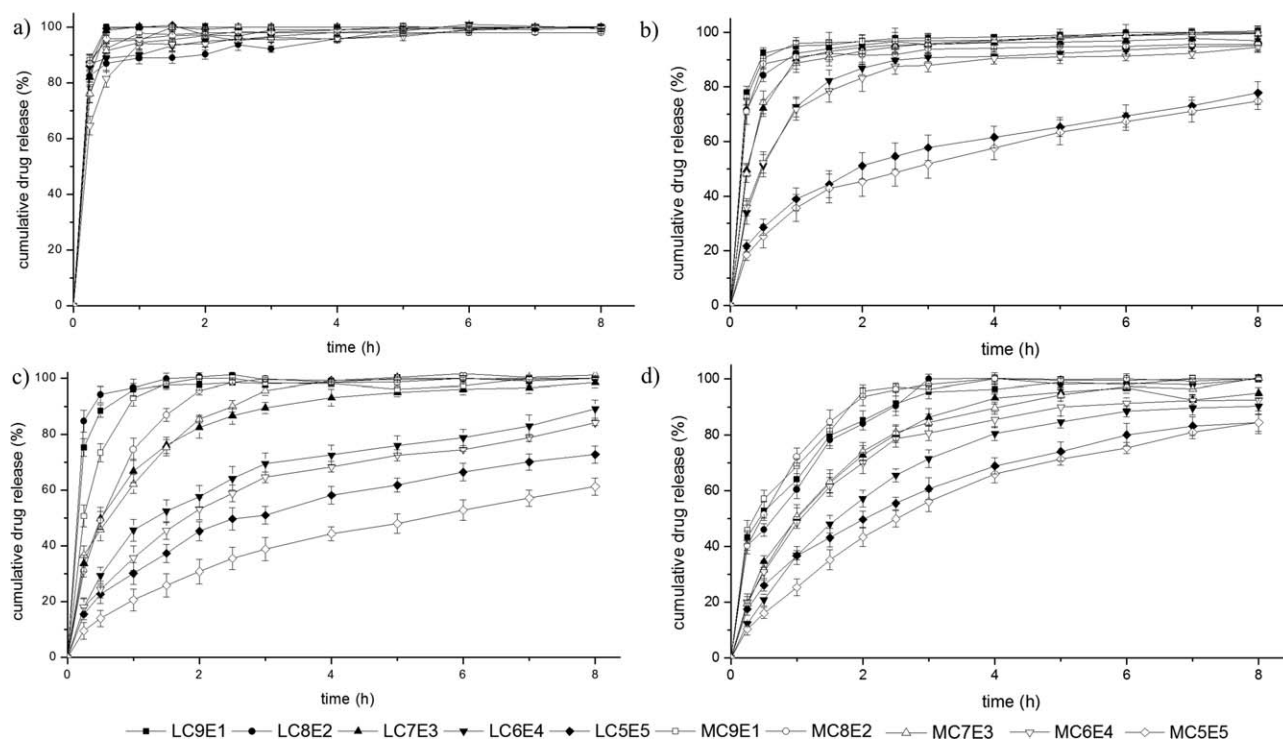 a)
cumulative drug release (%)
100
80
60
40
20
0
0 2 4 6 8
time (h)
b)
cumulative drug release (%)
100
80
60
40
20
0
0 2 4 6 8
time (h)
c)
cumulative drug release (%)
100
80
60
40
20
0
0 2 4 6 8
time (h)
d)
cumulative drug release (%)
100
80
60
40
20
0
0 2 4 6 8
time (h)
LC9E1 LC8E2 LC7E3 LC6E4 LC5E5 MC9E1 MC8E2 MC7E3 MC6E4 MC5E5